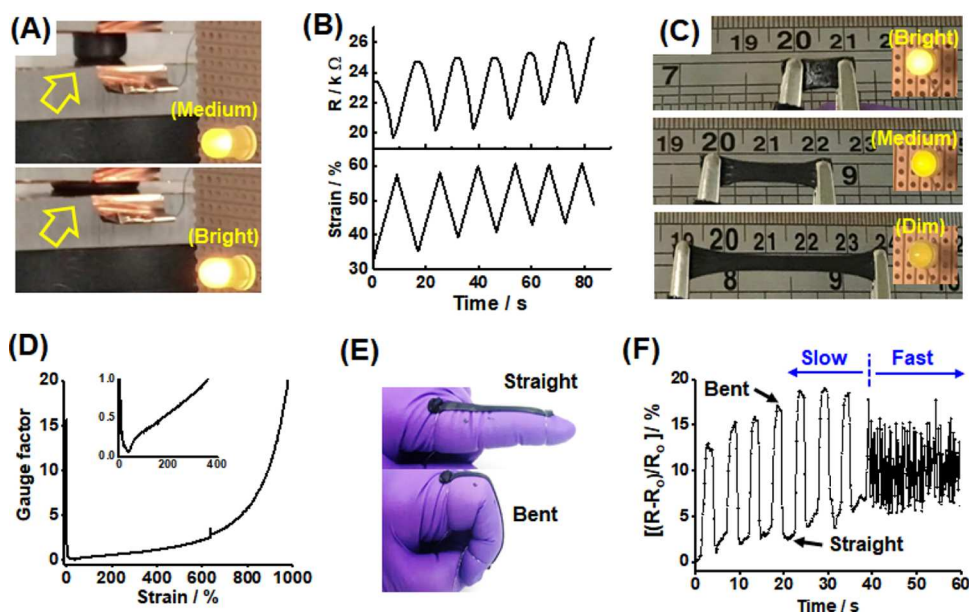 (A)
(Medium)
(Bright)
(B)
R / k Ω
26
24
22
20
Strain / %
60
50
40
30
0 20 40 60 80
Time / s
(C)
19 20 21 22
7
(Bright)
19 20 21 22 23
9
(Medium)
20 21 22 23 24
(Dim)
(D)
Gauge factor
20
15
10
5
0
1.0
0.5
0.0
0 200 400
0 200 400 600 800 1000
Strain / %
(E)
Straight
Bent
(F)
Slow Fast
[(R-Ro)/Ro ] / %
20
15
10
5
0
Bent
Straight
0 10 20 30 40 50 60
Time / s